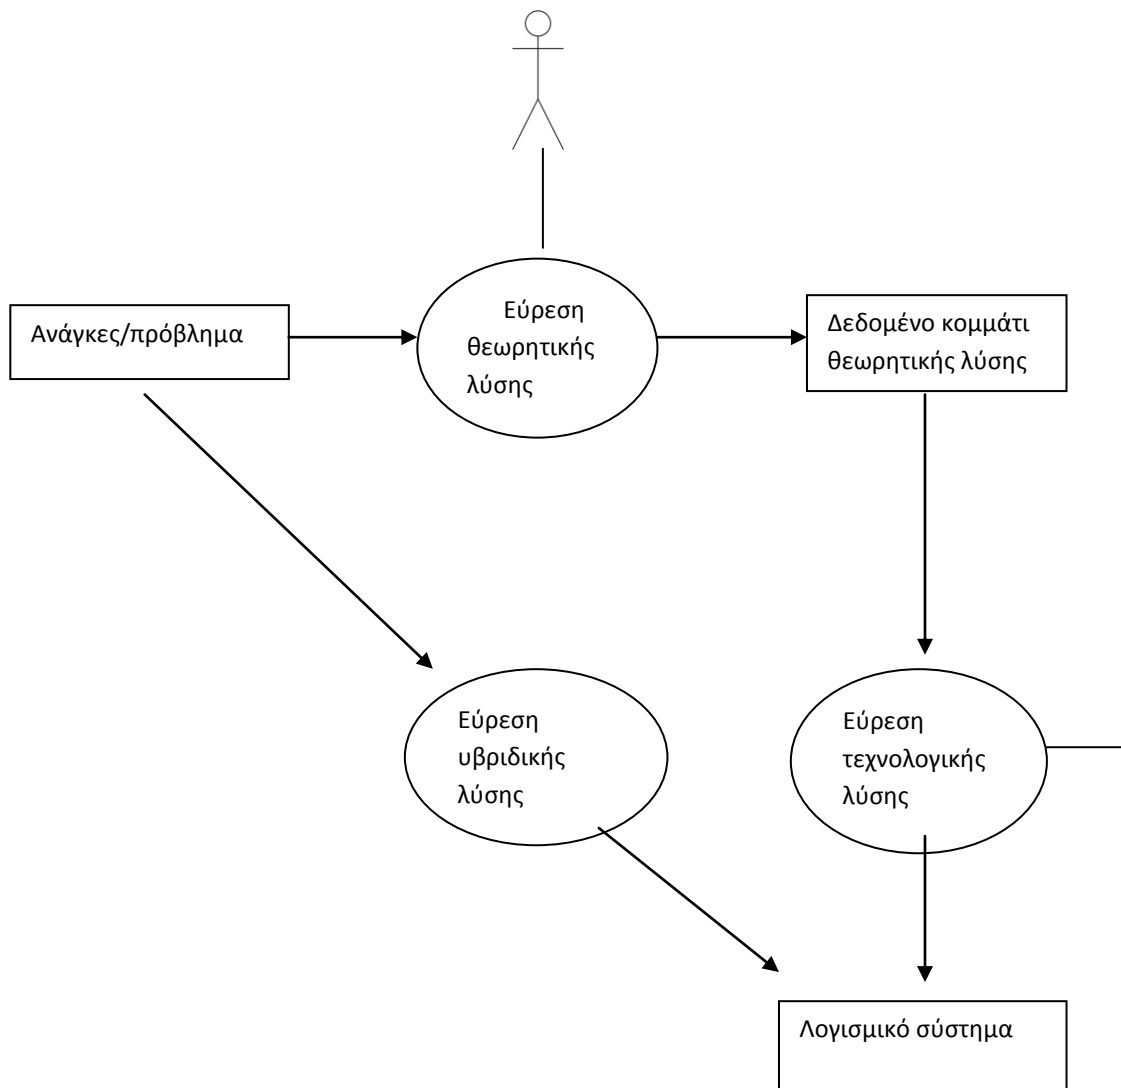 Ανάγκες/πρόβλημα
Εύρεση
θεωρητικής
λύσης
Δεδομένο κομμάτι
θεωρητικής λύσης
Εύρεση
υβριδικής
λύσης
Εύρεση
τεχνολογικής
λύσης
Λογισμικό σύστημα